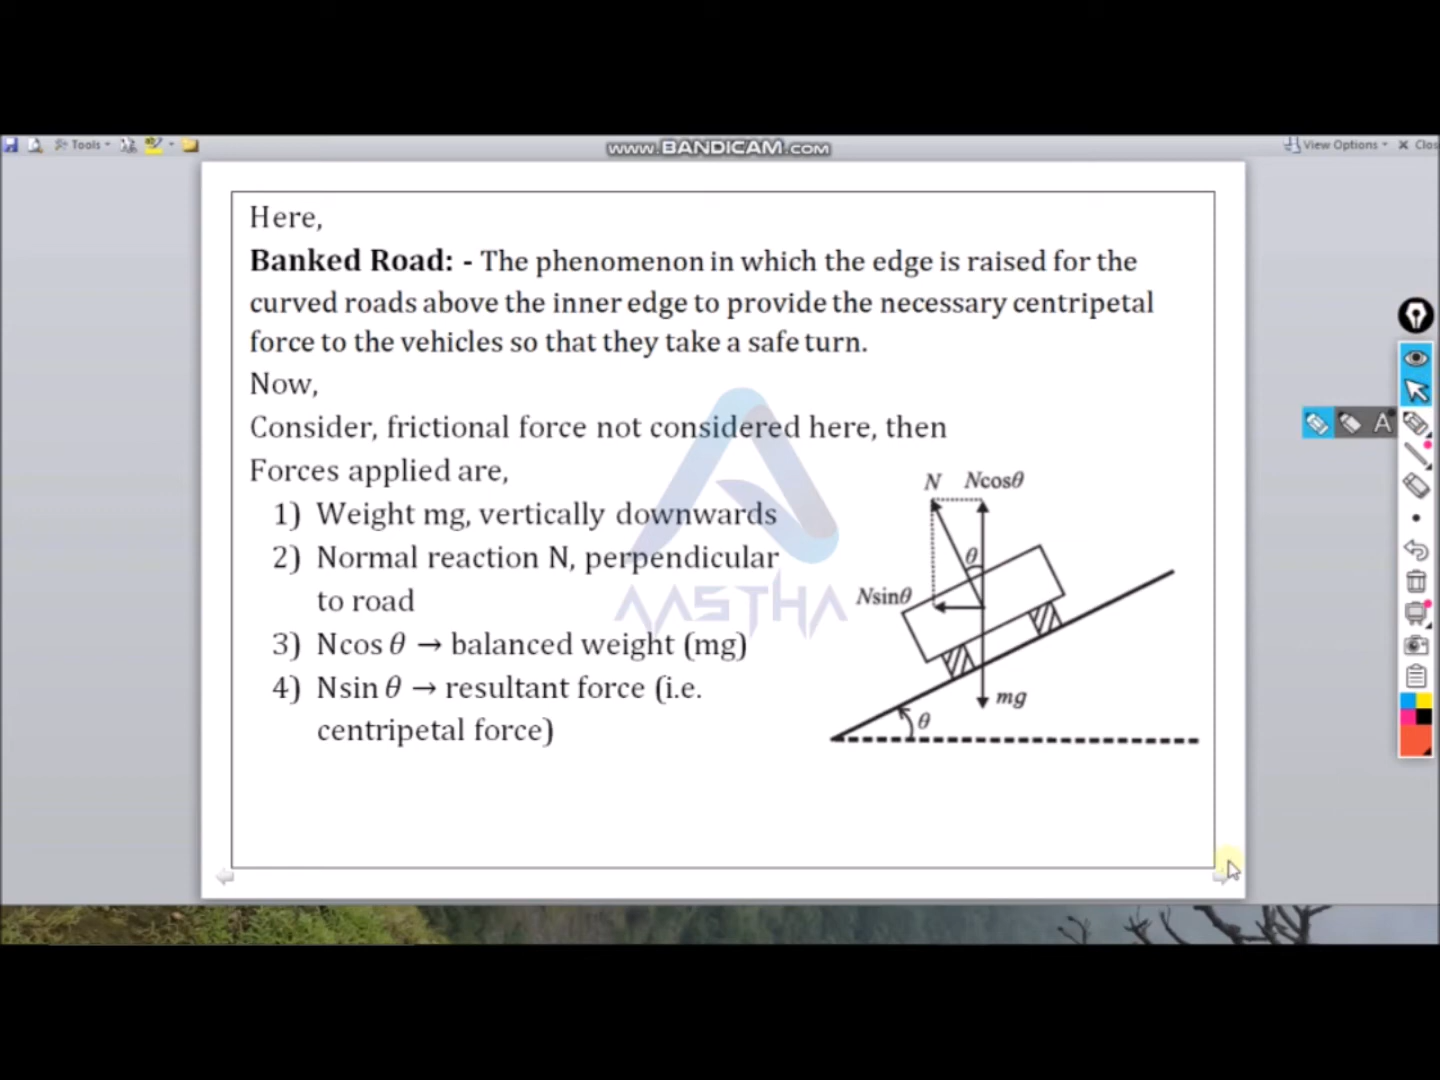 Tools
www.BANDICAM.com
View Options
Clos
Here,
Banked Road: - The phenomenon in which the edge is raised for the
curved roads above the inner edge to provide the necessary centripetal
force to the vehicles so that they take a safe turn.
Now,
Consider, frictional force not considered here, then
Forces applied are,
1) Weight mg, vertically downwards
2) Normal reaction N, perpendicular
to road
3) Ncos θ → balanced weight (mg)
4) Nsin θ → resultant force (i.e.
centripetal force)
N Ncosθ
θ
Nsinθ
mg
θ
AASTHA
A